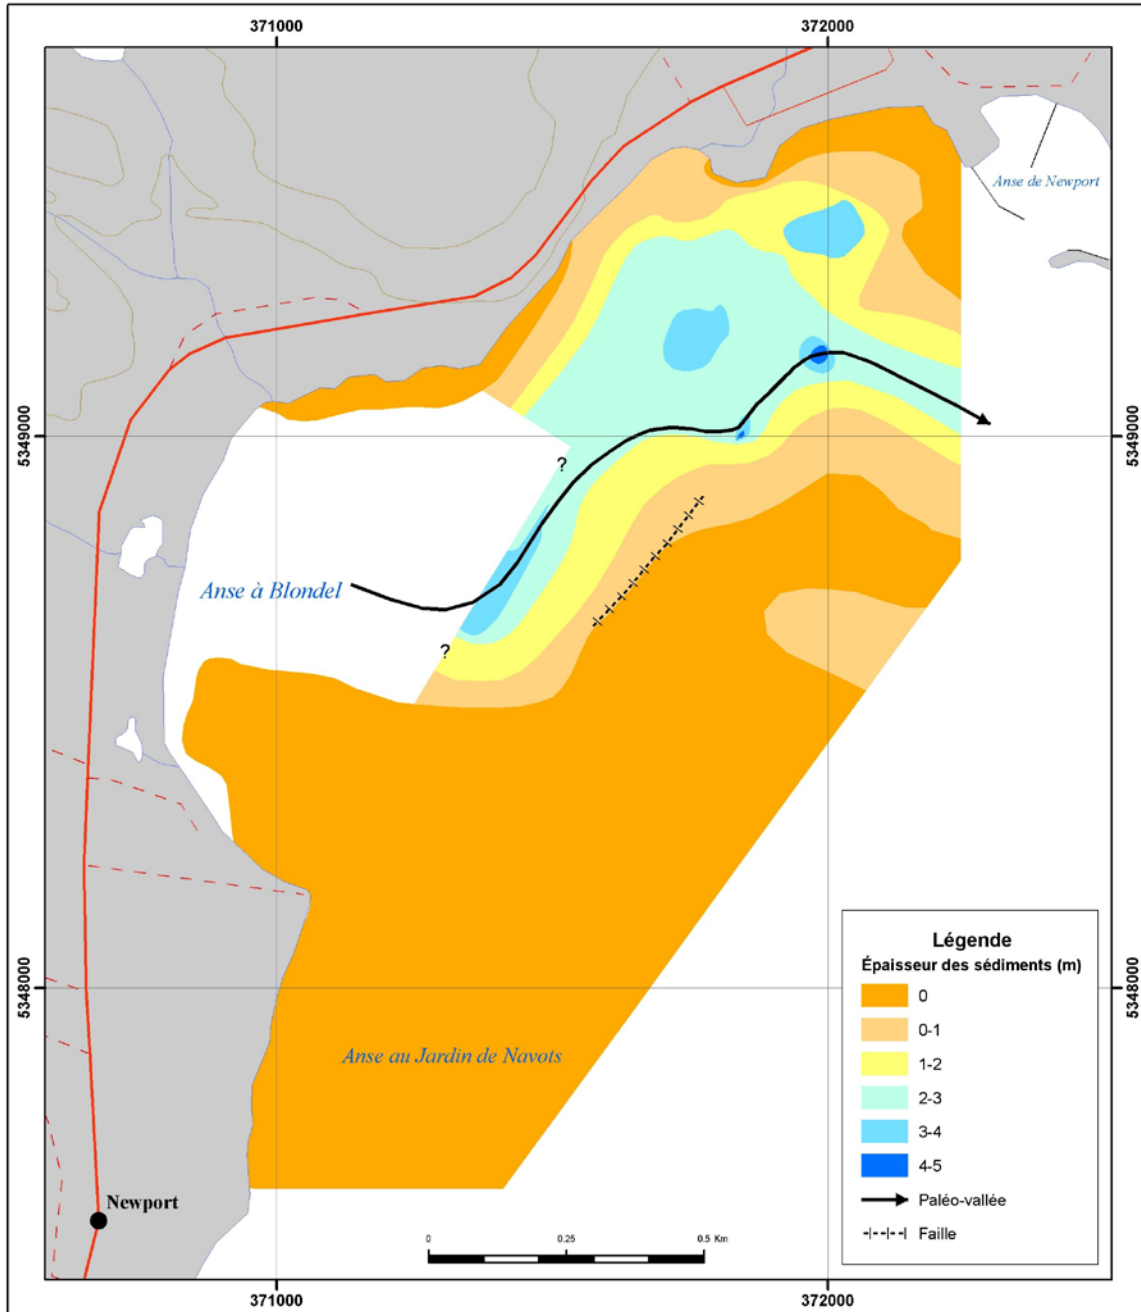 371000
372000
Anse de Newport
5349000
5349000
?
Anse à Blondel
?
Légende
Épaisseur des sédiments (m)
0
0-1
1-2
2-3
3-4
4-5
Paléo-vallée
Faille
5348000
5348000
Anse au Jardin de Navots
Newport
0
0.25
0.5 Km
371000
372000